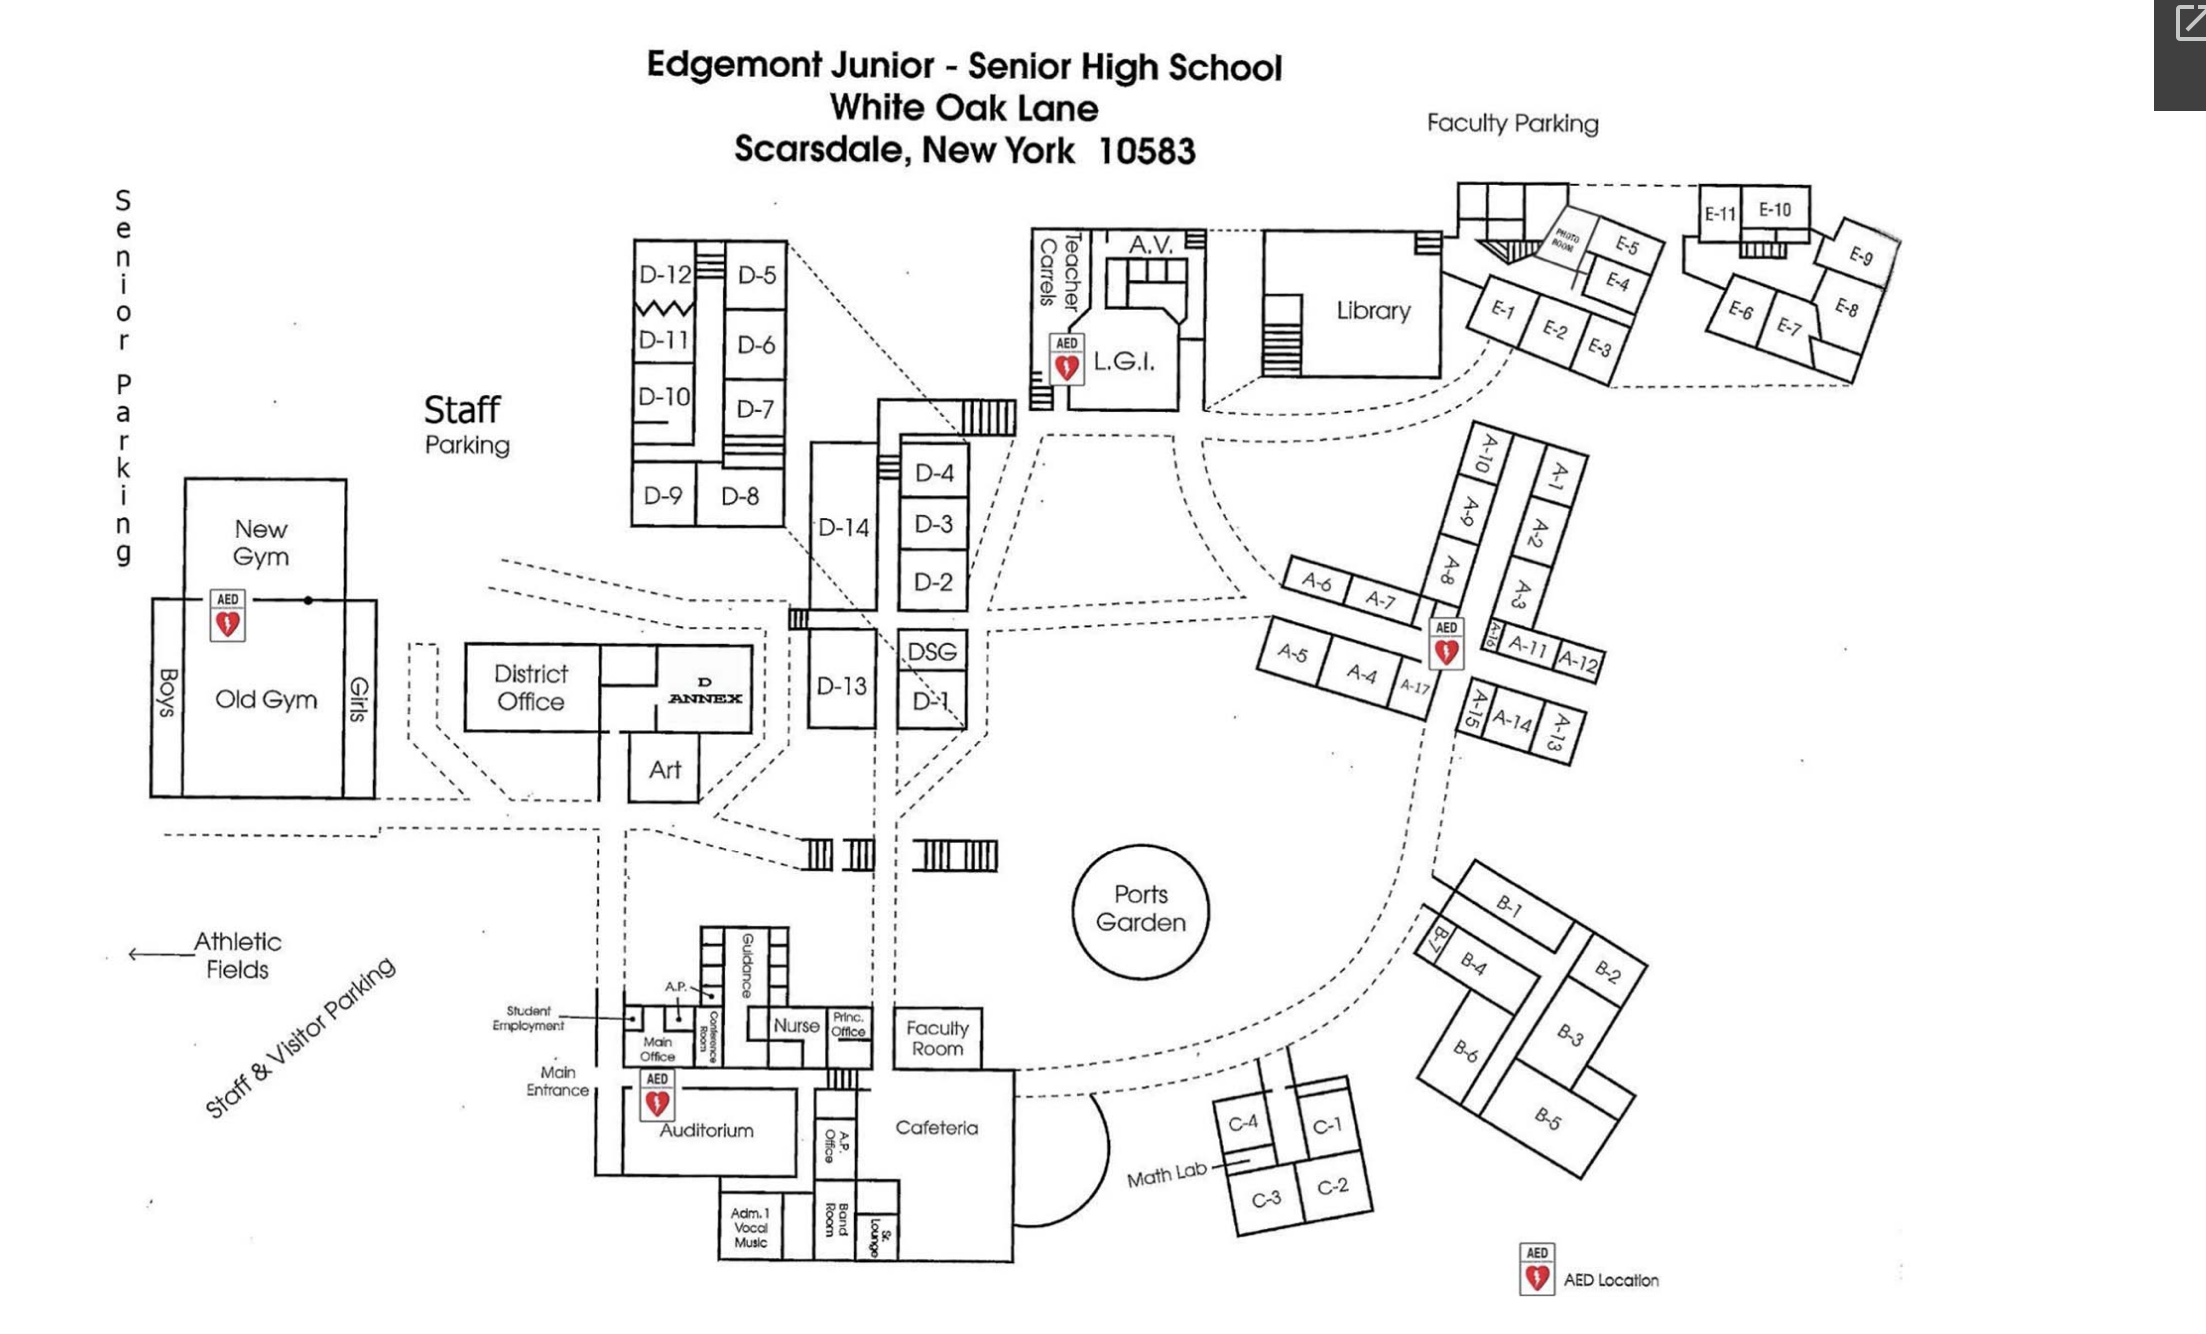 Edgemont Junior - Senior High School
White Oak Lane
Scarsdale, New York 10583
Faculty Parking
Senior Parking
Staff
Parking
D-12
D-11
D-10
D-9
D-5
D-6
D-7
D-8
Teacher
Carrels
A.V.
AED
L.G.I.
Library
PHOTO
ROOM
E-5
E-4
E-1
E-2
E-3
E-11
E-10
E-9
E-8
E-6
E-7
New
Gym
AED
Boys
Old Gym
Girls
District
Office
D
ANNEX
Art
D-14
D-4
D-3
D-2
D-13
DSG
D-1
A-10
A-9
A-8
A-1
A-2
A-3
A-6
A-7
AED
A-5
A-4
A-17
A-16
A-11
A-12
A-15
A-14
A-13
Ports
Garden
Athletic
Fields
Staff & Visitor Parking
Guidance
A.P.
Student
Employment
Main
Office
Conference
Room
Nurse
Princ.
Office
Faculty
Room
Main
Entrance
AED
Auditorium
A.P.
Office
Cafeteria
Adm. 1
Vocal
Music
Band
Room
Sr.
Lounge
B-1
B-7
B-4
B-2
B-3
B-6
B-5
C-4
C-1
Math Lab
C-3
C-2
AED
AED Location